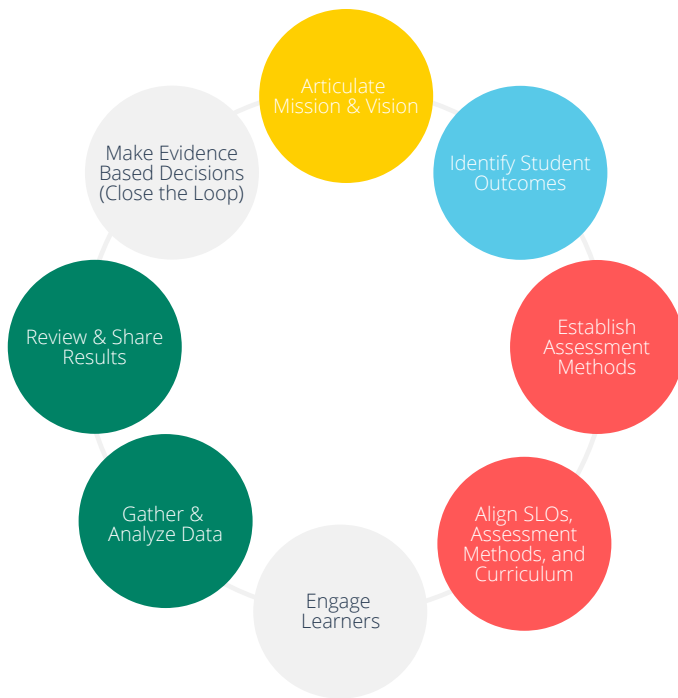 Articulate
Mission & Vision
Identify Student
Outcomes
Establish
Assessment
Methods
Align SLOs,
Assessment
Methods, and
Curriculum
Engage
Learners
Gather &
Analyze Data
Review & Share
Results
Make Evidence
Based Decisions
(Close the Loop)